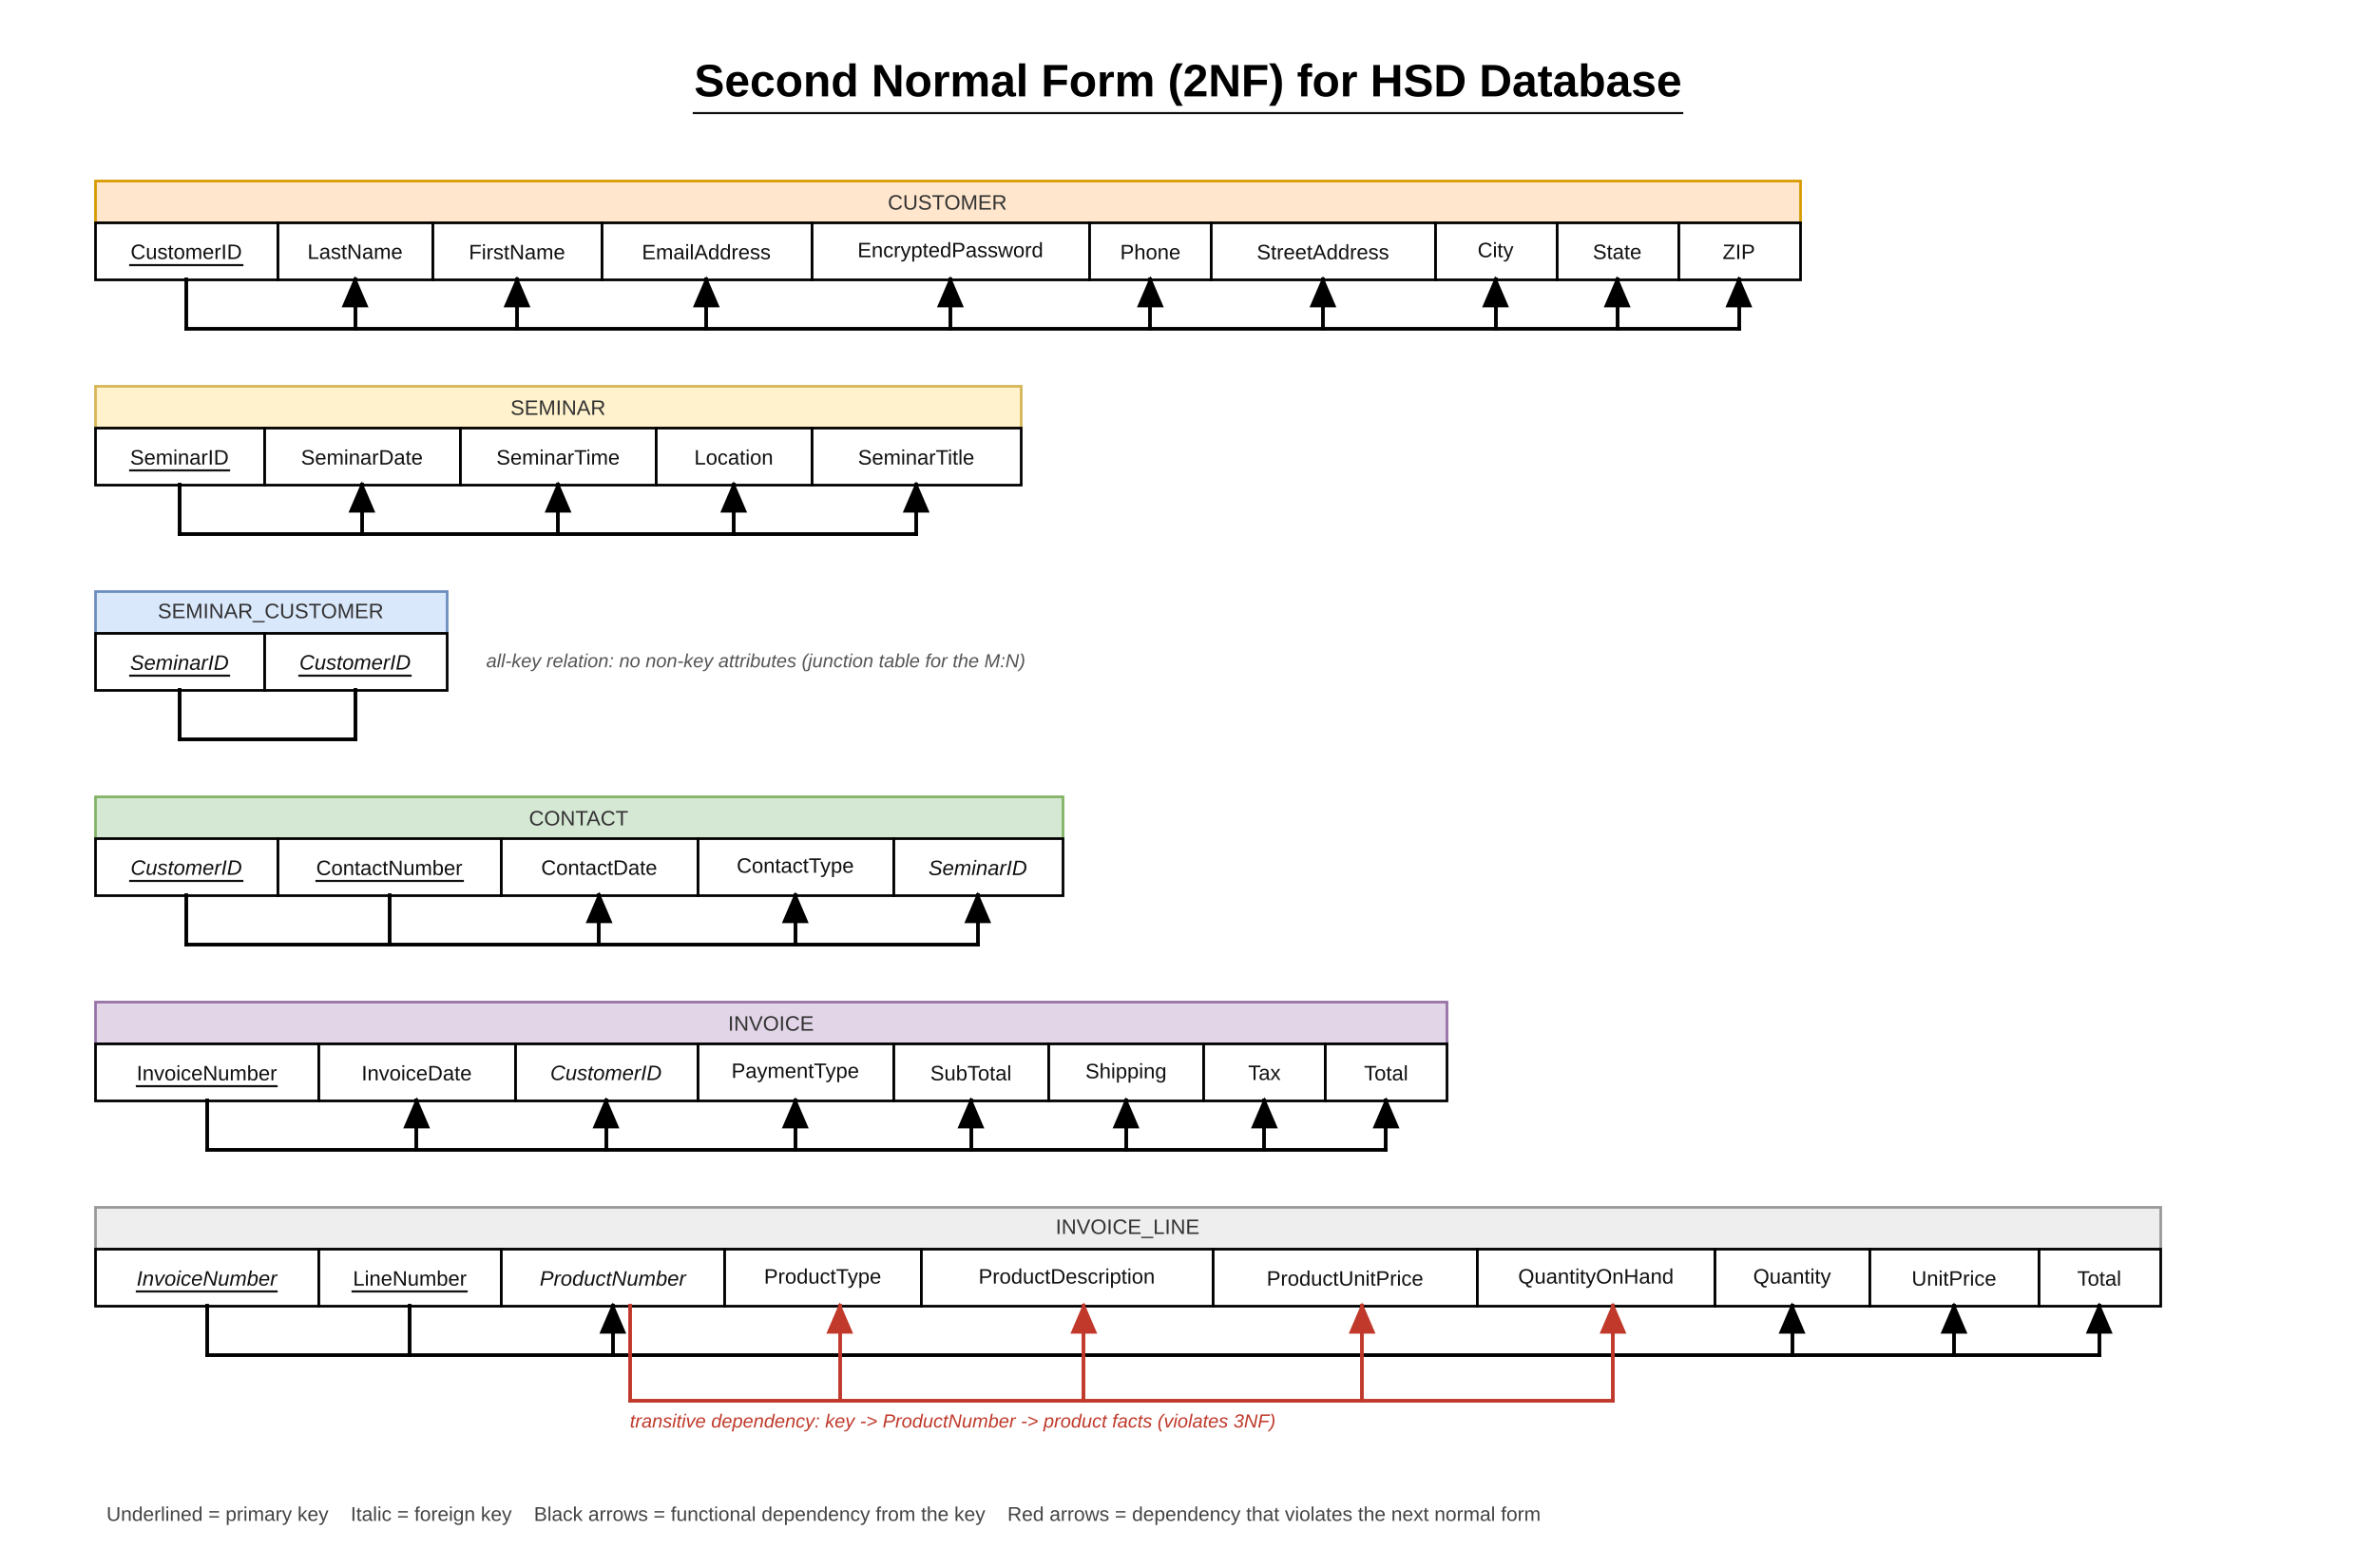 Second Normal Form (2NF) for HSD Database
CUSTOMER
CustomerID LastName FirstName EmailAddress EncryptedPassword Phone StreetAddress City State ZIP
SEMINAR
SeminarID SeminarDate SeminarTime Location SeminarTitle
SEMINAR_CUSTOMER
SeminarID CustomerID
all-key relation: no non-key attributes (junction table for the M:N)
CONTACT
CustomerID ContactNumber ContactDate ContactType SeminarID
INVOICE
InvoiceNumber InvoiceDate CustomerID PaymentType SubTotal Shipping Tax Total
INVOICE_LINE
InvoiceNumber LineNumber ProductNumber ProductType ProductDescription ProductUnitPrice QuantityOnHand Quantity UnitPrice Total
transitive dependency: key -> ProductNumber -> product facts (violates 3NF)
Underlined = primary key Italic = foreign key Black arrows = functional dependency from the key Red arrows = dependency that violates the next normal form